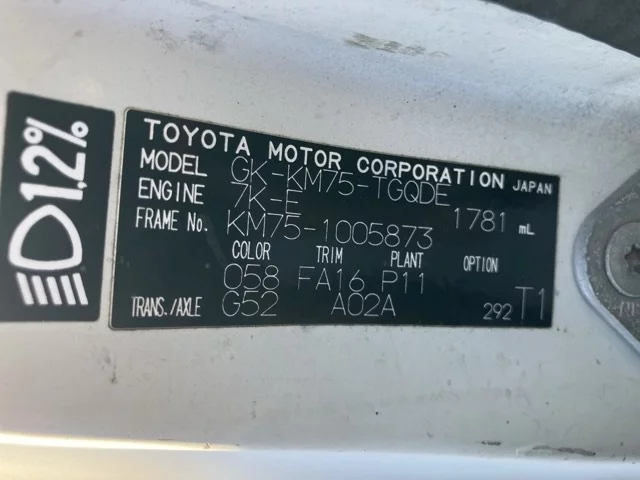 1.2%
TOYOTA MOTOR CORPORATION JAPAN
MODEL GK-KM75-TGQDE
ENGINE 7K-E 1781 mL
FRAME No. KM75-1005873
COLOR TRIM PLANT OPTION
058 FA16 P11
TRANS./AXLE G52 A02A 292 T1